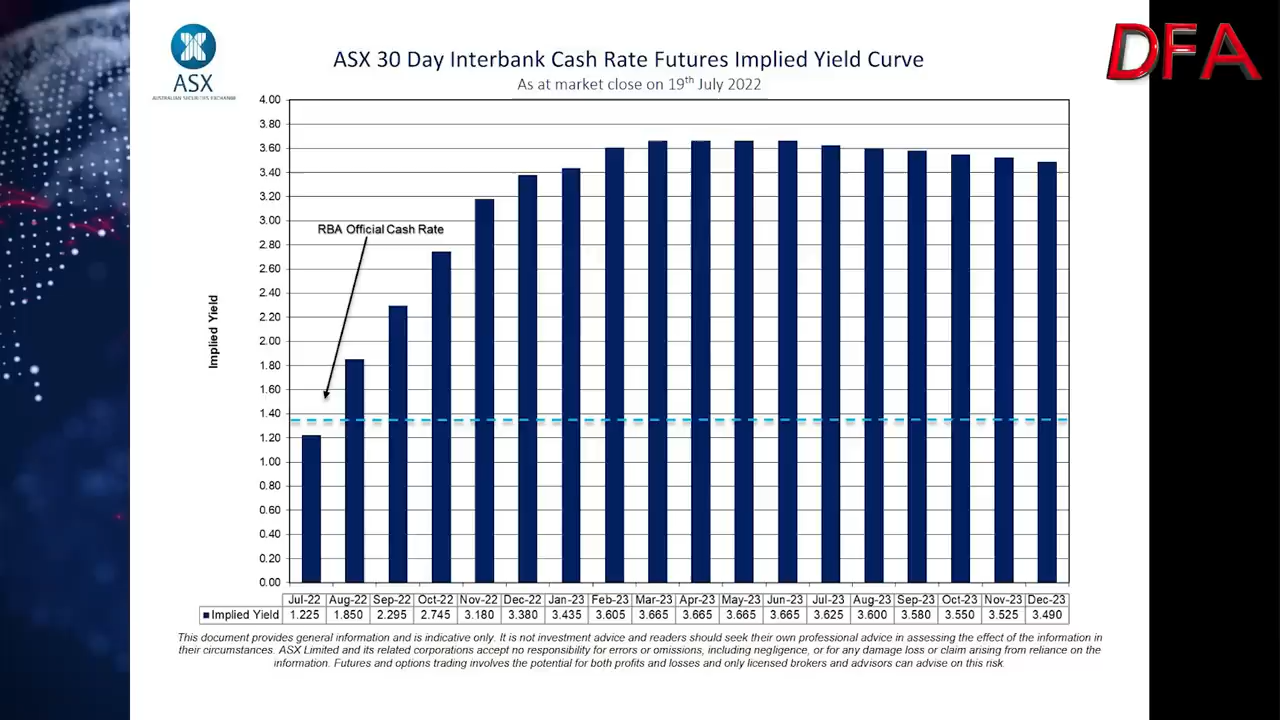 DFA
ASX
AUSTRALIAN SECURITIES EXCHANGE
ASX 30 Day Interbank Cash Rate Futures Implied Yield Curve
As at market close on 19th July 2022
4.00
3.80
3.60
3.40
3.20
3.00
2.80
2.60
2.40
2.20
2.00
1.80
1.60
1.40
1.20
1.00
0.80
0.60
0.40
0.20
0.00
Implied Yield
RBA Official Cash Rate
Jul-22 Aug-22 Sep-22 Oct-22 Nov-22 Dec-22 Jan-23 Feb-23 Mar-23 Apr-23 May-23 Jun-23 Jul-23 Aug-23 Sep-23 Oct-23 Nov-23 Dec-23
Implied Yield 1.225 1.850 2.295 2.745 3.180 3.380 3.435 3.605 3.665 3.665 3.665 3.665 3.625 3.600 3.580 3.550 3.525 3.490
This document provides general information and is indicative only. It is not investment advice and readers should seek their own professional advice in assessing the effect of the information in
their circumstances. ASX Limited and its related corporations accept no responsibility for errors or omissions, including negligence, or for any damage loss or claim arising from reliance on the
information. Futures and options trading involves the potential for both profits and losses and only licensed brokers and advisors can advise on this risk.